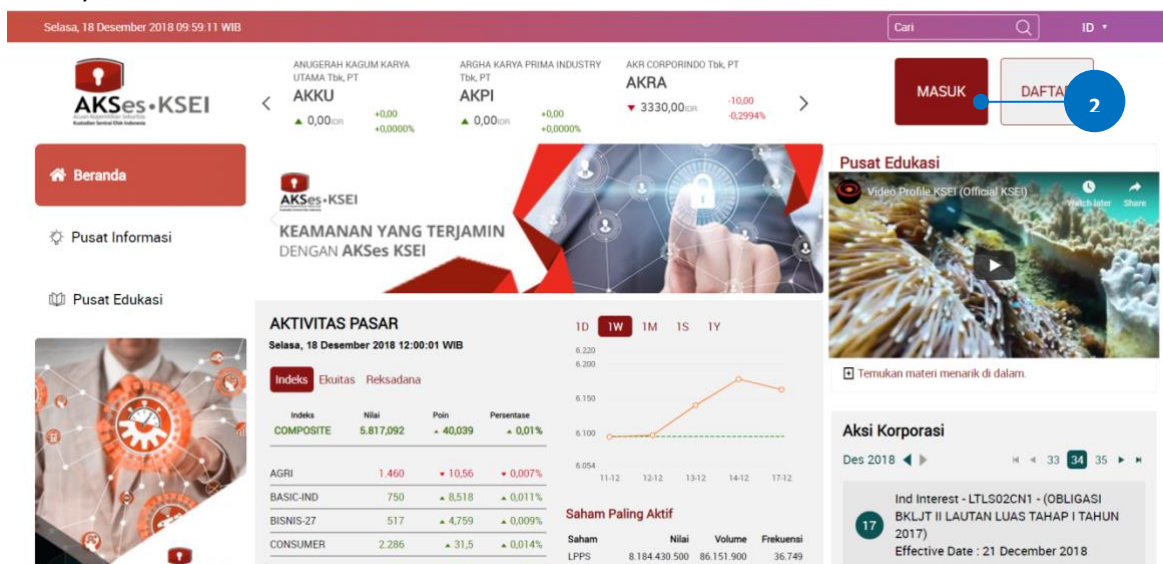 Selasa, 18 Desember 2018 09:59:11 WIB
Cari
ID
AKSes•KSEI
Acuan Kepemilikan Sekuritas
Kustodian Sentral Efek Indonesia
ANUGERAH KAGUM KARYA
UTAMA Tbk, PT
AKKU
▲ 0,00IDR
+0,00
+0,0000%
ARGHA KARYA PRIMA INDUSTRY
Tbk, PT
AKPI
▲ 0,00IDR
+0,00
+0,0000%
AKR CORPORINDO Tbk, PT
AKRA
▼ 3330,00IDR
-10,00
-0,2994%
MASUK
2
Beranda
Pusat Informasi
Pusat Edukasi
AKSes•KSEI
KEAMANAN YANG TERJAMIN
DENGAN AKSes KSEI
Pusat Edukasi
Video Profile KSEI (Official KSEI)
Watch later
Share
Temukan materi menarik di dalam.
AKTIVITAS PASAR
Selasa, 18 Desember 2018 12:00:01 WIB
Indeks Ekuitas Reksadana
Indeks Nilai Poin Persentase
COMPOSITE 5.817,092 ▲ 40,039 ▲ 0,01%
AGRI 1.460 ▼ 10,56 ▼ 0,007%
BASIC-IND 750 ▲ 8,518 ▲ 0,011%
BISNIS-27 517 ▲ 4,759 ▲ 0,009%
CONSUMER 2.286 ▲ 31,5 ▲ 0,014%
1D 1W 1M 1S 1Y
6.220
6.200
6.150
6.100
6.054
11-12 12-12 13-12 14-12 17-12
Saham Paling Aktif
Saham Nilai Volume Frekuensi
LPPS 8.184.430.500 86.151.900 36.749
Aksi Korporasi
Des 2018 33 34 35
17
Ind Interest - LTLS02CN1 - (OBLIGASI
BKLJT II LAUTAN LUAS TAHAP I TAHUN
2017)
Effective Date : 21 December 2018